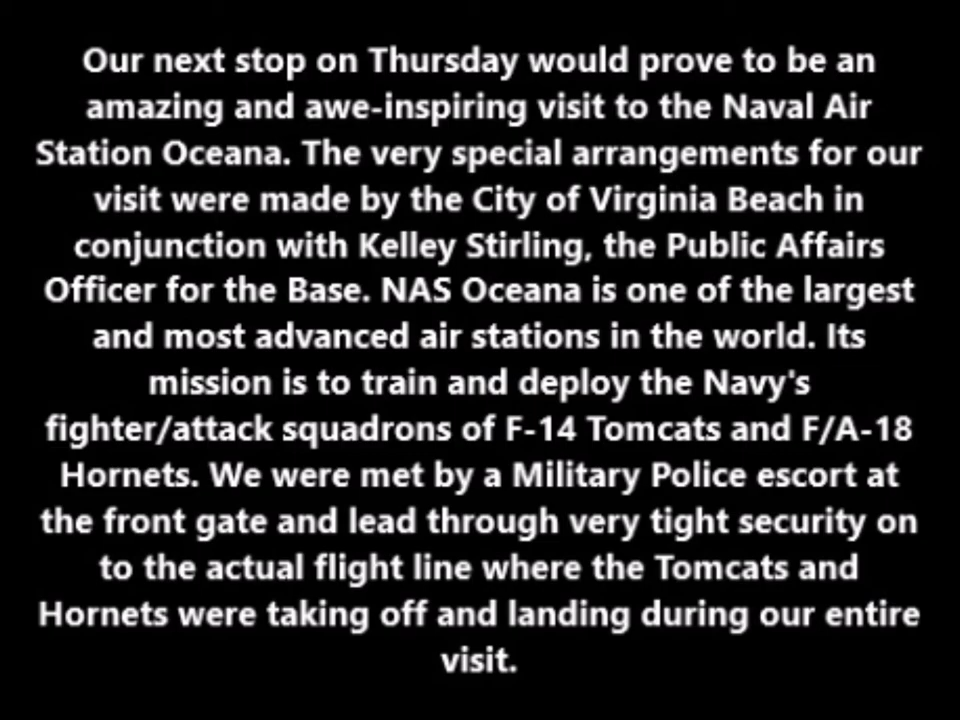 Our next stop on Thursday would prove to be an
amazing and awe-inspiring visit to the Naval Air
Station Oceana. The very special arrangements for our
visit were made by the City of Virginia Beach in
conjunction with Kelley Stirling, the Public Affairs
Officer for the Base. NAS Oceana is one of the largest
and most advanced air stations in the world. Its
mission is to train and deploy the Navy's
fighter/attack squadrons of F-14 Tomcats and F/A-18
Hornets. We were met by a Military Police escort at
the front gate and lead through very tight security on
to the actual flight line where the Tomcats and
Hornets were taking off and landing during our entire
visit.